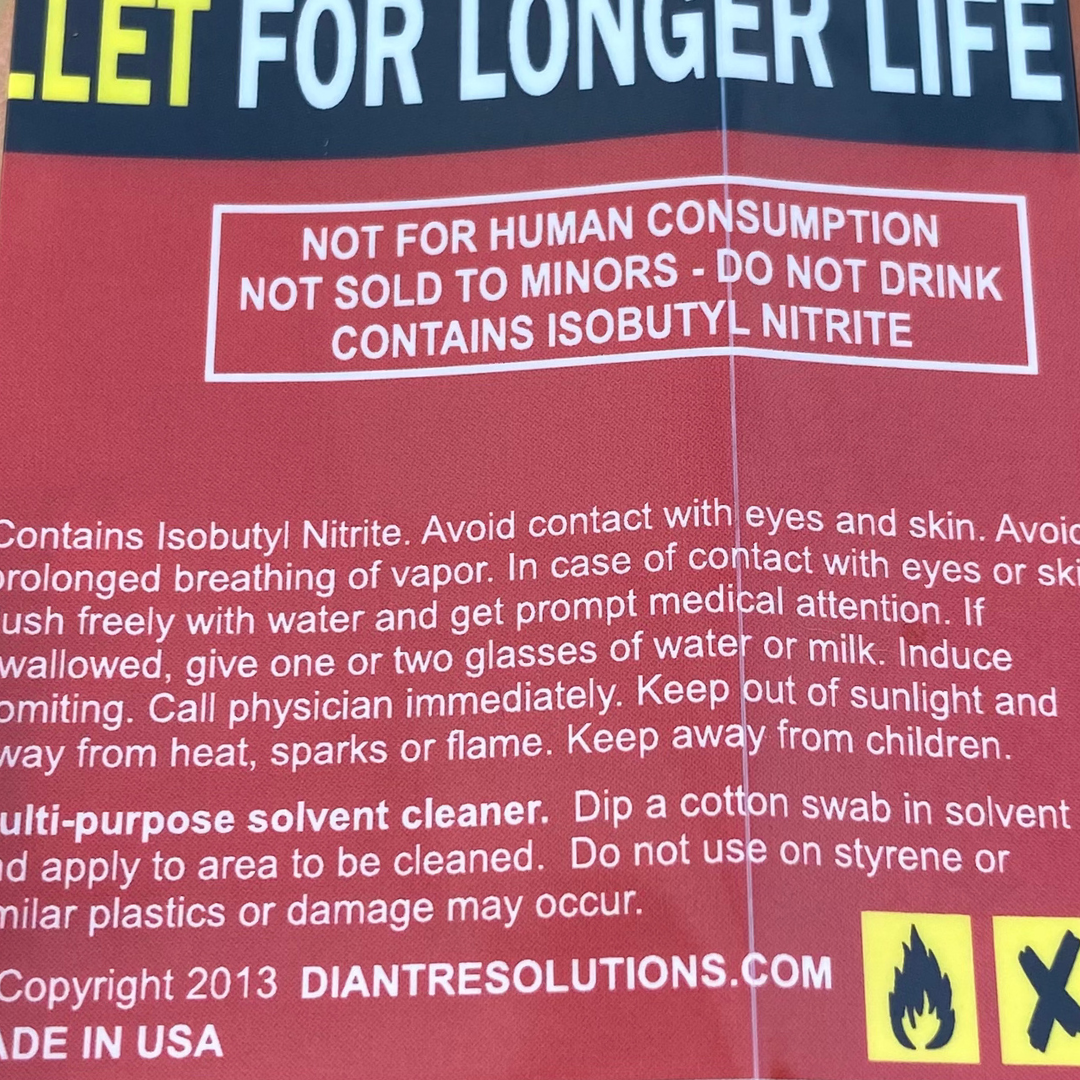 LLET FOR LONGER LIFE
NOT FOR HUMAN CONSUMPTION
NOT SOLD TO MINORS - DO NOT DRINK
CONTAINS ISOBUTYL NITRITE
Contains Isobutyl Nitrite. Avoid contact with eyes and skin. Avoid
prolonged breathing of vapor. In case of contact with eyes or ski
lush freely with water and get prompt medical attention. If
wallowed, give one or two glasses of water or milk. Induce
omiting. Call physician immediately. Keep out of sunlight and
way from heat, sparks or flame. Keep away from children.
ulti-purpose solvent cleaner. Dip a cotton swab in solvent
nd apply to area to be cleaned. Do not use on styrene or
milar plastics or damage may occur.
Copyright 2013 DIANTRESOLUTIONS.COM
ADE IN USA